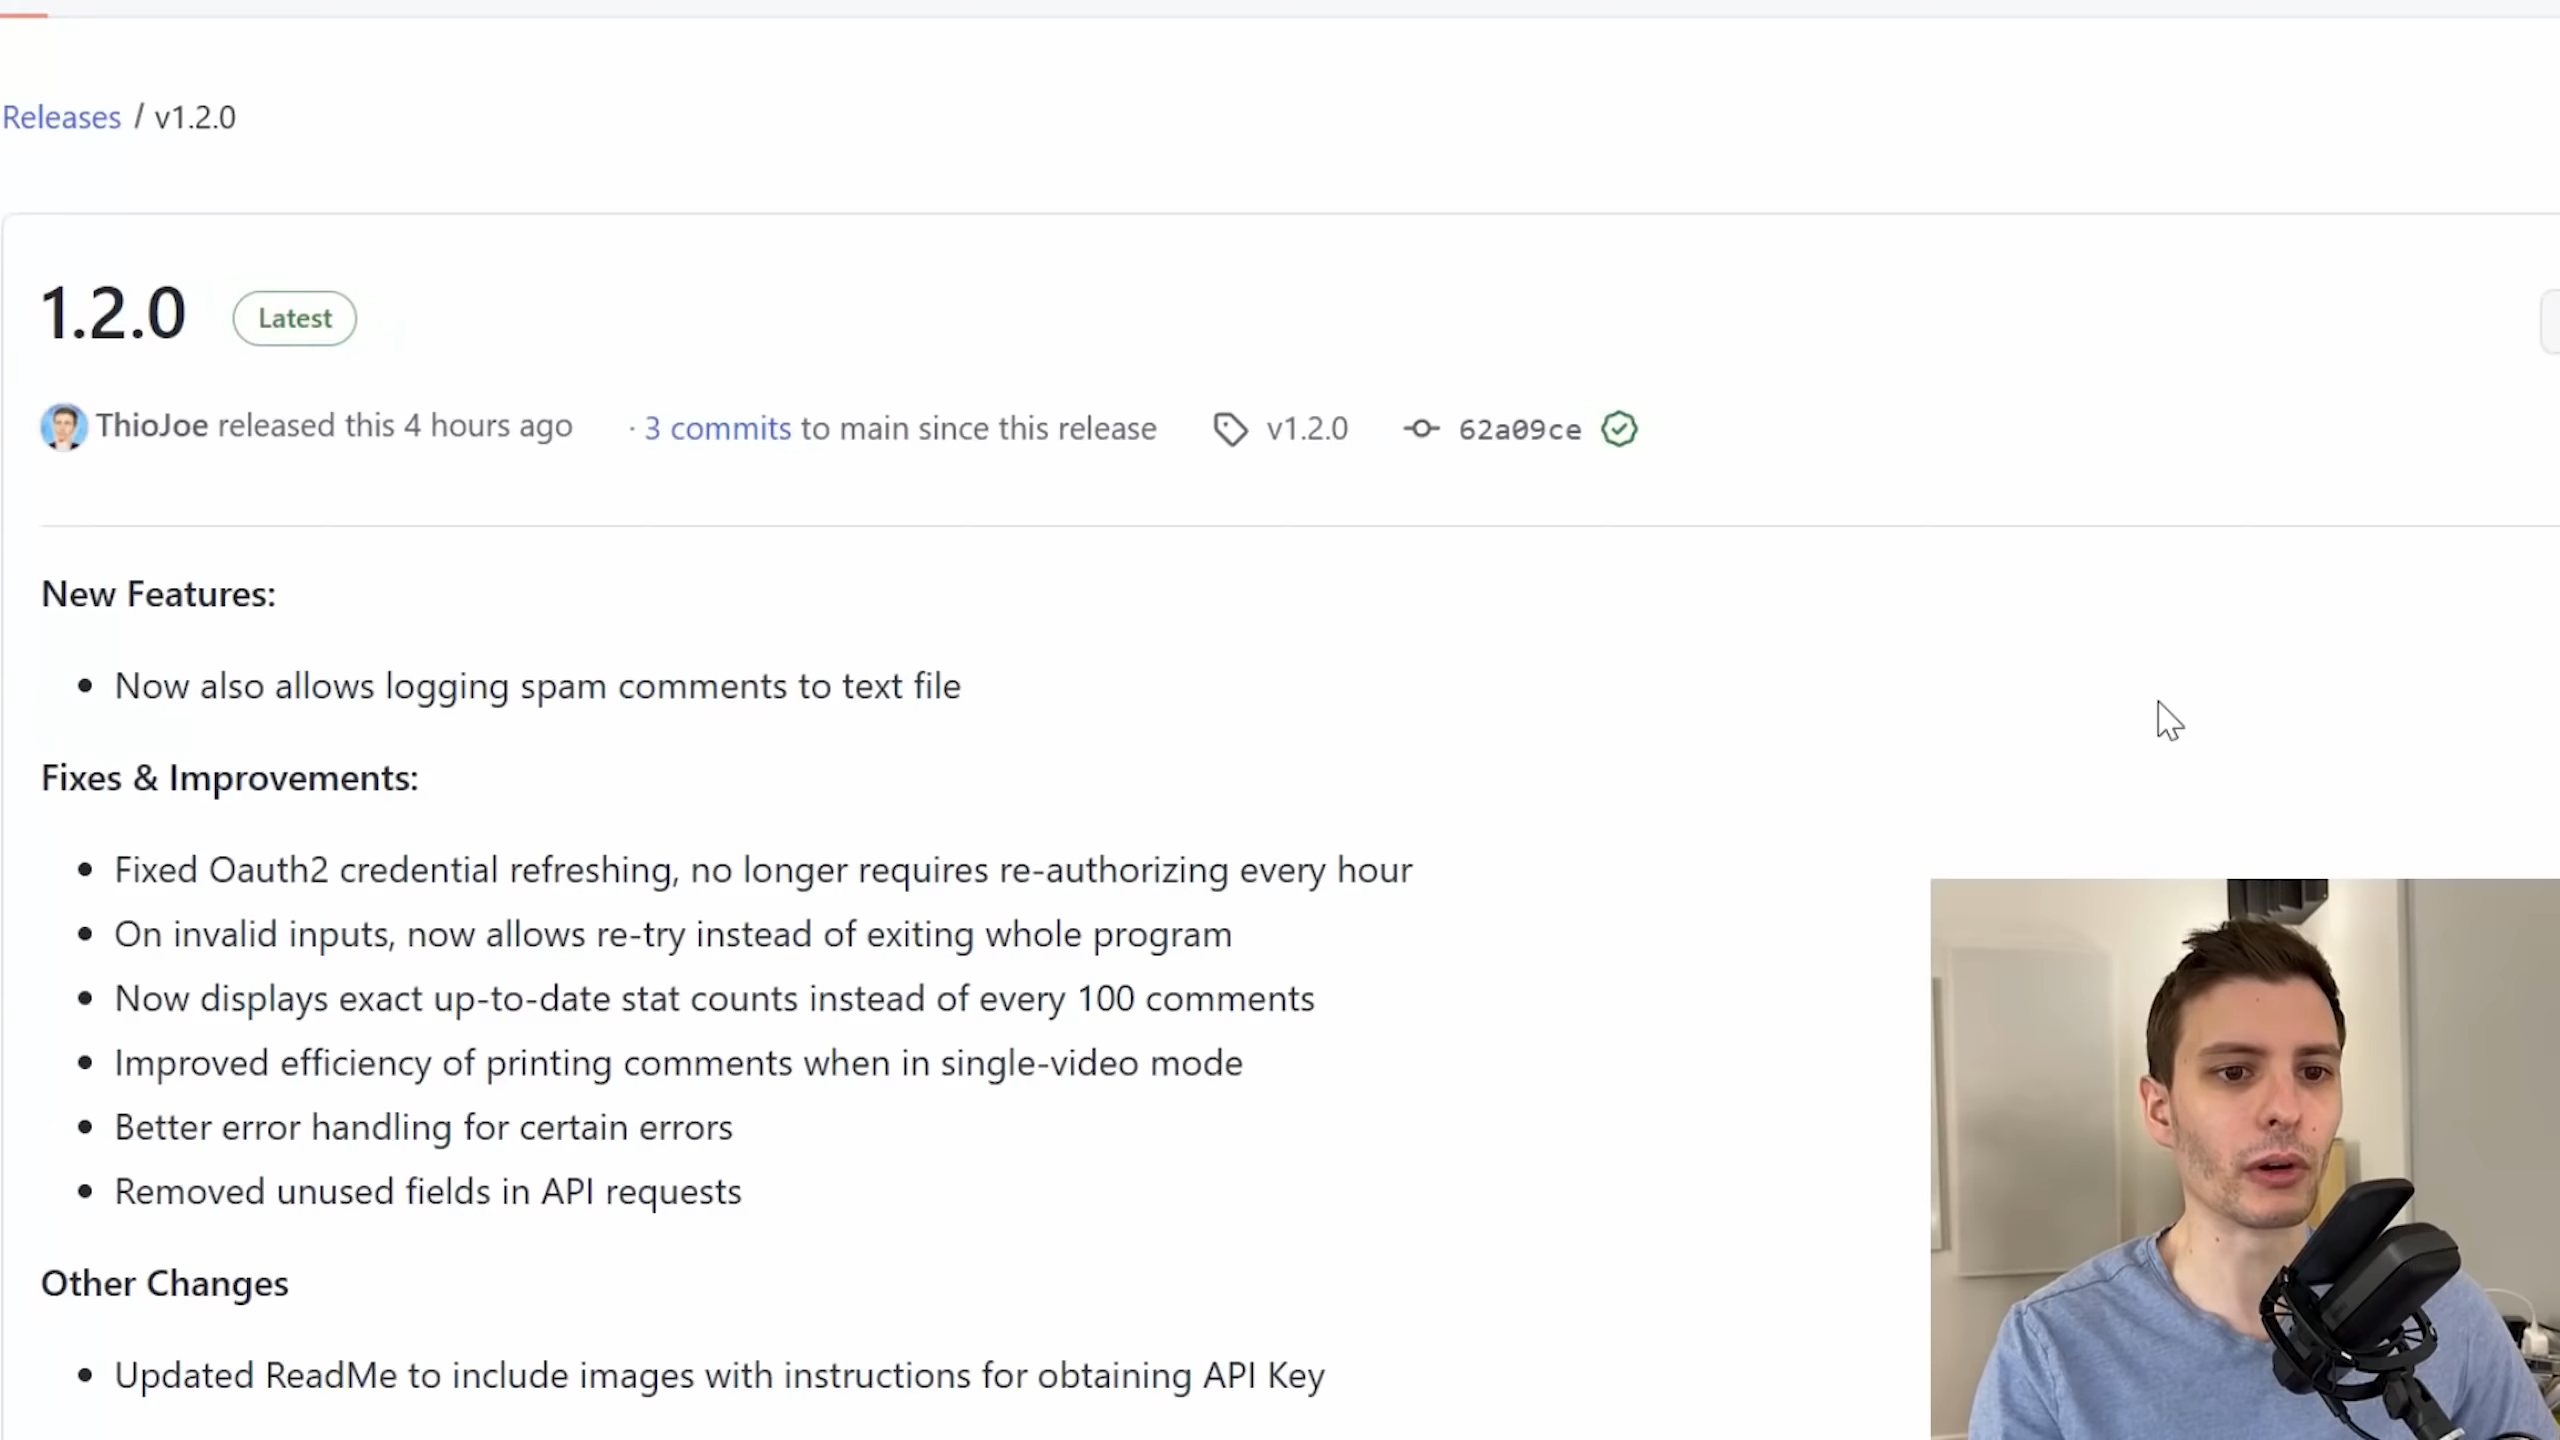 Releases / v1.2.0
1.2.0 Latest
ThioJoe released this 4 hours ago · 3 commits to main since this release v1.2.0 62a09ce
New Features:
• Now also allows logging spam comments to text file
Fixes & Improvements:
• Fixed Oauth2 credential refreshing, no longer requires re-authorizing every hour
• On invalid inputs, now allows re-try instead of exiting whole program
• Now displays exact up-to-date stat counts instead of every 100 comments
• Improved efficiency of printing comments when in single-video mode
• Better error handling for certain errors
• Removed unused fields in API requests
Other Changes
• Updated ReadMe to include images with instructions for obtaining API Key